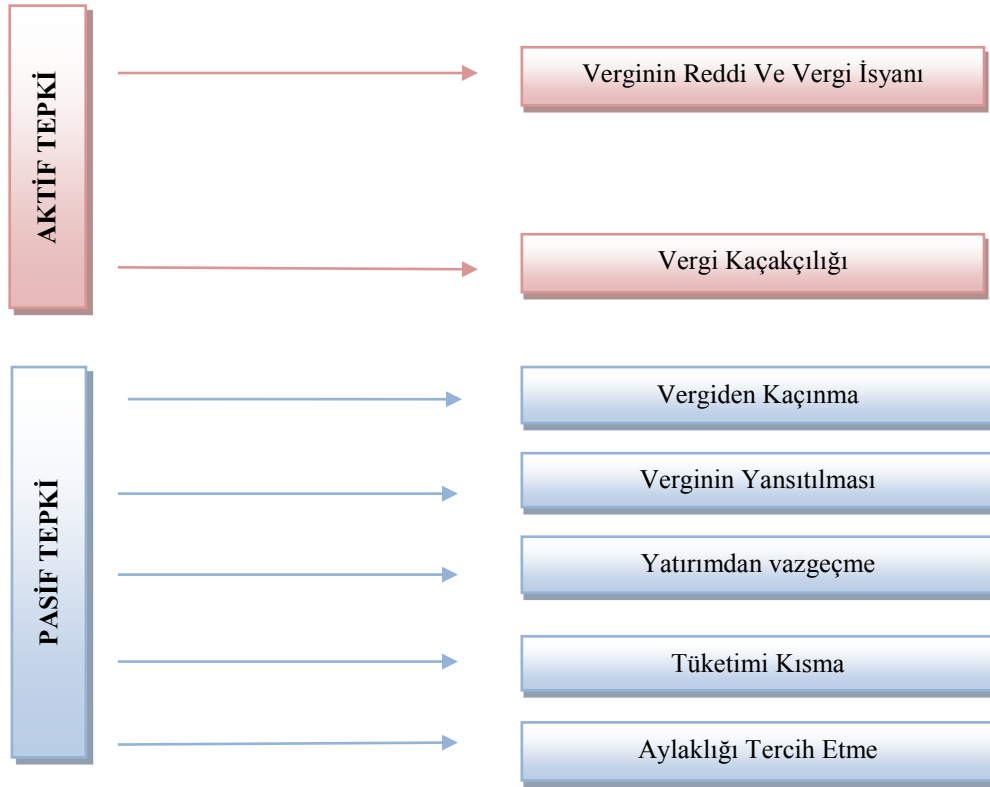 AKTİF TEPKİ
Verginin Reddi Ve Vergi İsyanı
Vergi Kaçakçılığı
PASİF TEPKİ
Vergiden Kaçınma
Verginin Yansıtılması
Yatırımdan vazgeçme
Tüketimi Kısma
Aylaklığı Tercih Etme